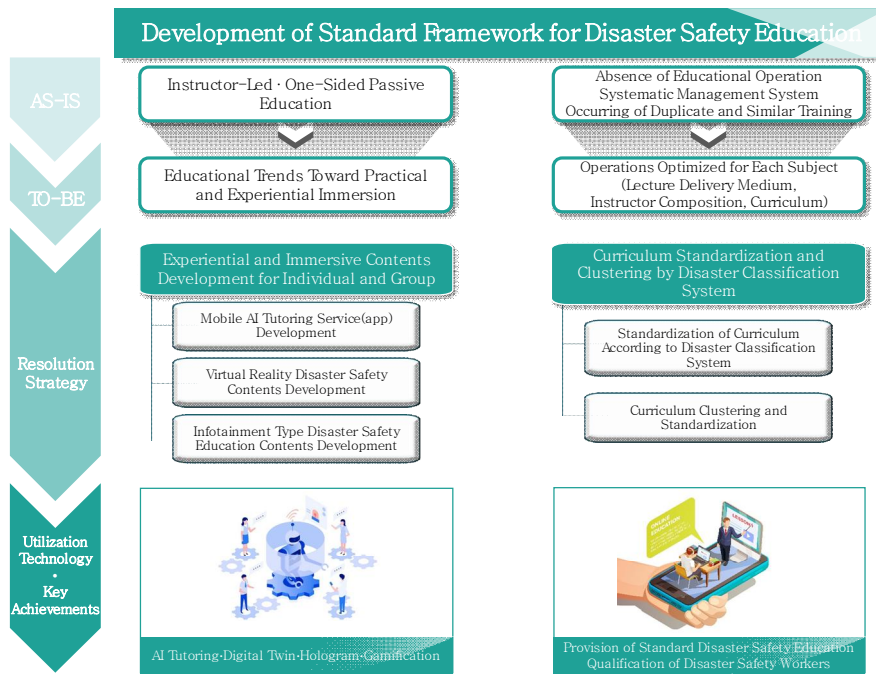 Development of Standard Framework for Disaster Safety Education
AS-IS
Instructor-Led · One-Sided Passive
Education
Absence of Educational Operation
Systematic Management System
Occurring of Duplicate and Similar Training
TO-BE
Educational Trends Toward Practical
and Experiential Immersion
Operations Optimized for Each Subject
(Lecture Delivery Medium,
Instructor Composition, Curriculum)
Resolution
Strategy
Experiential and Immersive Contents
Development for Individual and Group
Mobile AI Tutoring Service(app)
Development
Virtual Reality Disaster Safety
Contents Development
Infotainment Type Disaster Safety
Education Contents Development
Curriculum Standardization and
Clustering by Disaster Classification
System
Standardization of Curriculum
According to Disaster Classification
System
Curriculum Clustering and
Standardization
Utilization
Technology
·
Key
Achievements
AI Tutoring·Digital Twin·Hologram·Gamification
ONLINE
EDUCATION
LESSONS
Provision of Standard Disaster Safety Education
Qualification of Disaster Safety Workers